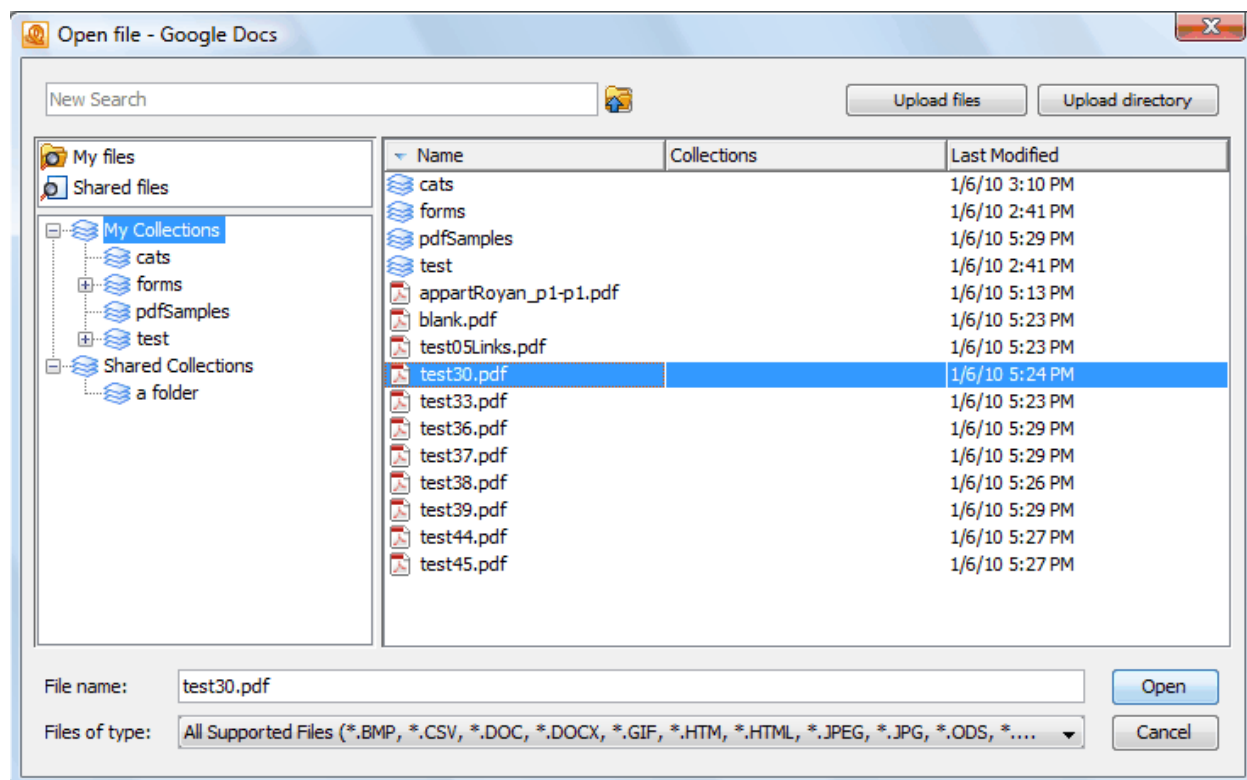 Open file - Google Docs
New Search
Upload files
Upload directory
My files
Shared files
My Collections
cats
forms
pdfSamples
test
Shared Collections
a folder
Name Collections Last Modified
cats 1/6/10 3:10 PM
forms 1/6/10 2:41 PM
pdfSamples 1/6/10 5:29 PM
test 1/6/10 2:41 PM
appartRoyan_p1-p1.pdf 1/6/10 5:13 PM
blank.pdf 1/6/10 5:23 PM
test05Links.pdf 1/6/10 5:23 PM
test30.pdf 1/6/10 5:24 PM
test33.pdf 1/6/10 5:23 PM
test36.pdf 1/6/10 5:29 PM
test37.pdf 1/6/10 5:29 PM
test38.pdf 1/6/10 5:26 PM
test39.pdf 1/6/10 5:29 PM
test44.pdf 1/6/10 5:27 PM
test45.pdf 1/6/10 5:27 PM
File name: test30.pdf Open
Files of type: All Supported Files (*.BMP, *.CSV, *.DOC, *.DOCX, *.GIF, *.HTM, *.HTML, *.JPEG, *.JPG, *.ODS, *.... Cancel